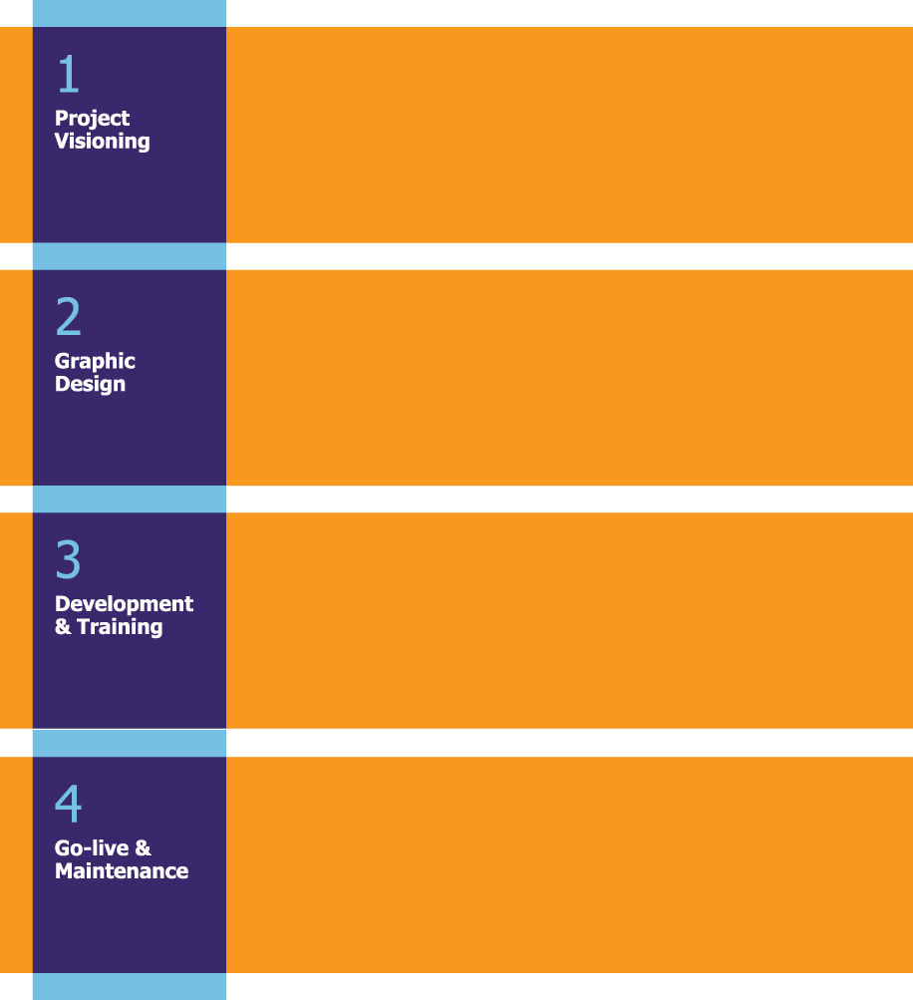 1
Project
Visioning
2
Graphic
Design
3
Development
& Training
4
Go-live &
Maintenance